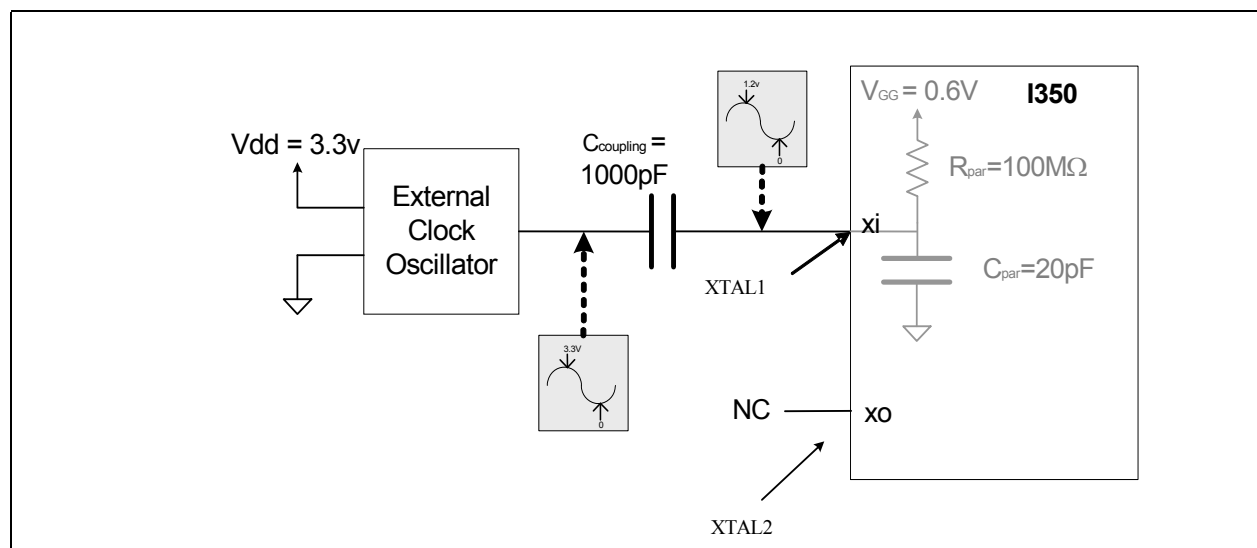 Vdd = 3.3v
External
Clock
Oscillator
3.3V
0
Ccoupling =
1000pF
1.2v
0
XTAL1
VGG = 0.6V
I350
Rpar=100MΩ
xi
Cpar=20pF
NC
xo
XTAL2